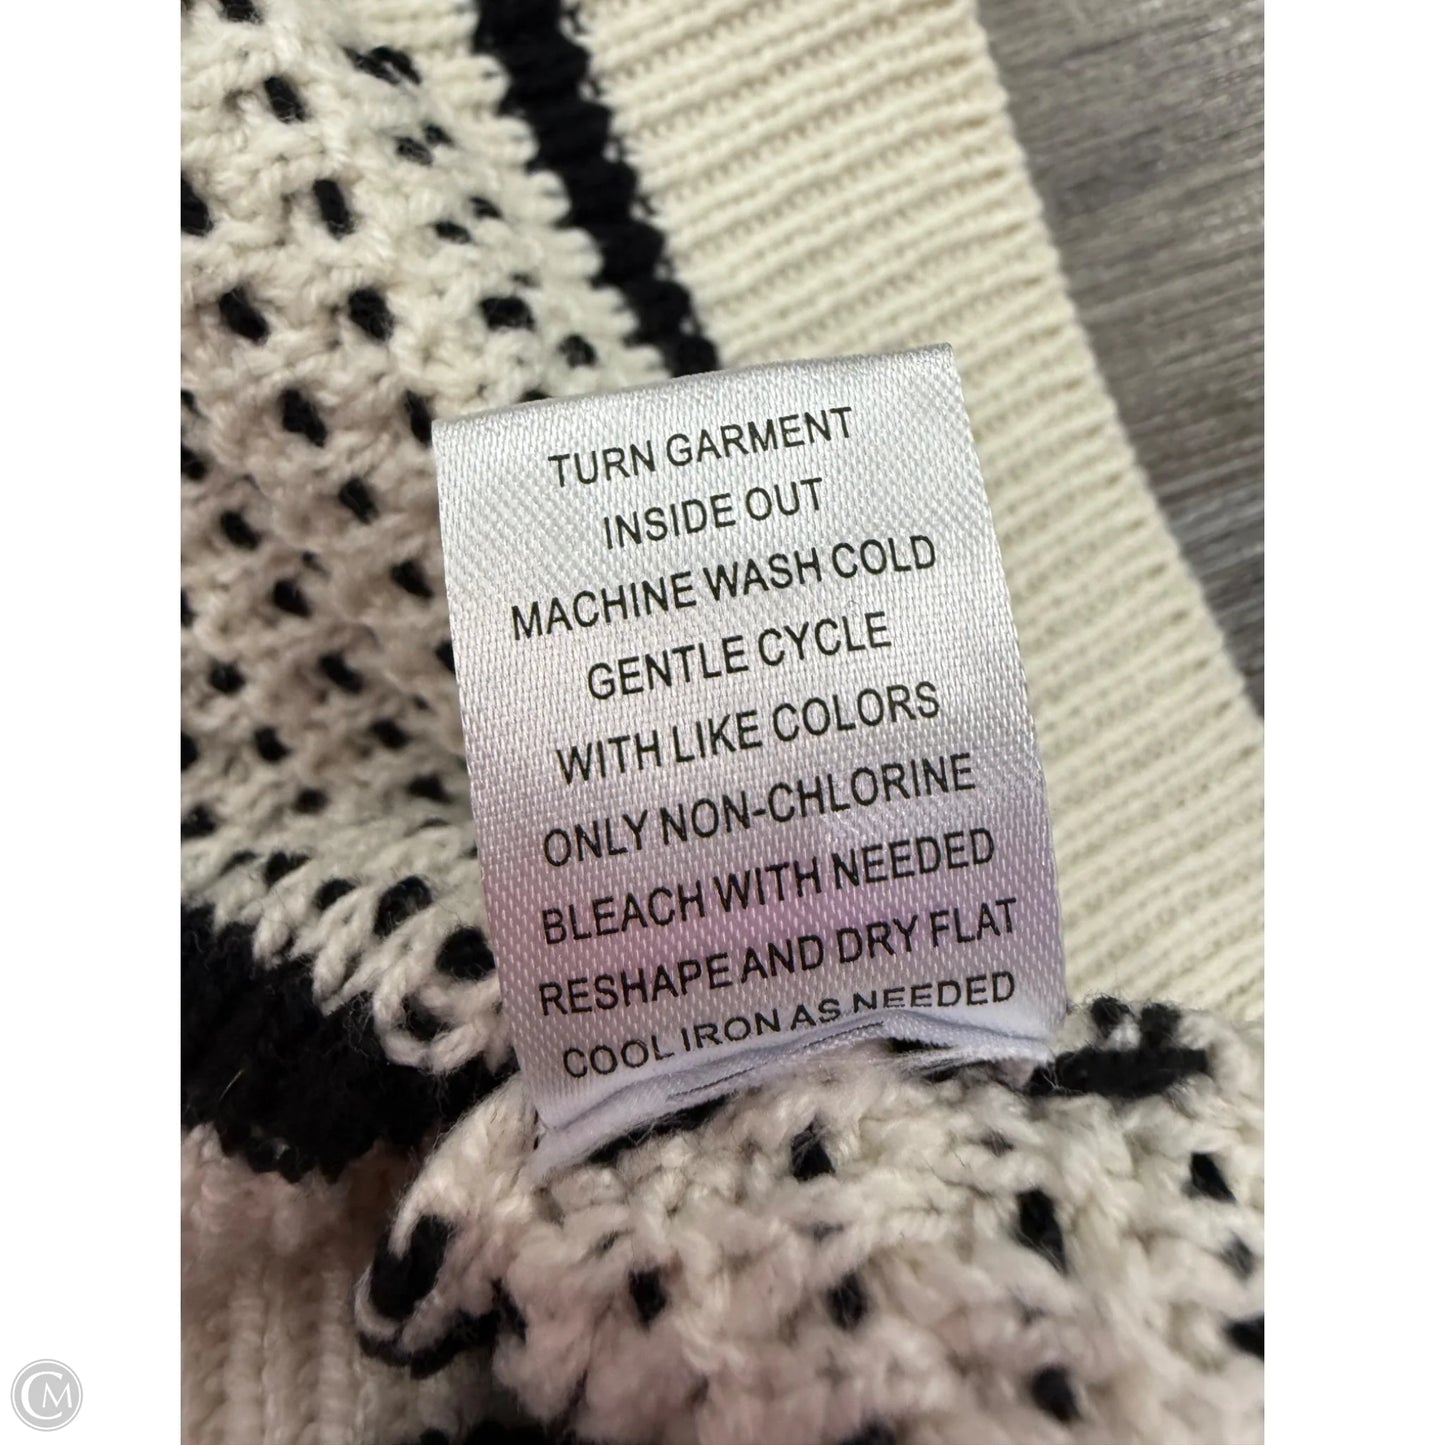 TURN GARMENT
INSIDE OUT
MACHINE WASH COLD
GENTLE CYCLE
WITH LIKE COLORS
ONLY NON-CHLORINE
BLEACH WITH NEEDED
RESHAPE AND DRY FLAT
COOL IRON AS NEEDED
CM